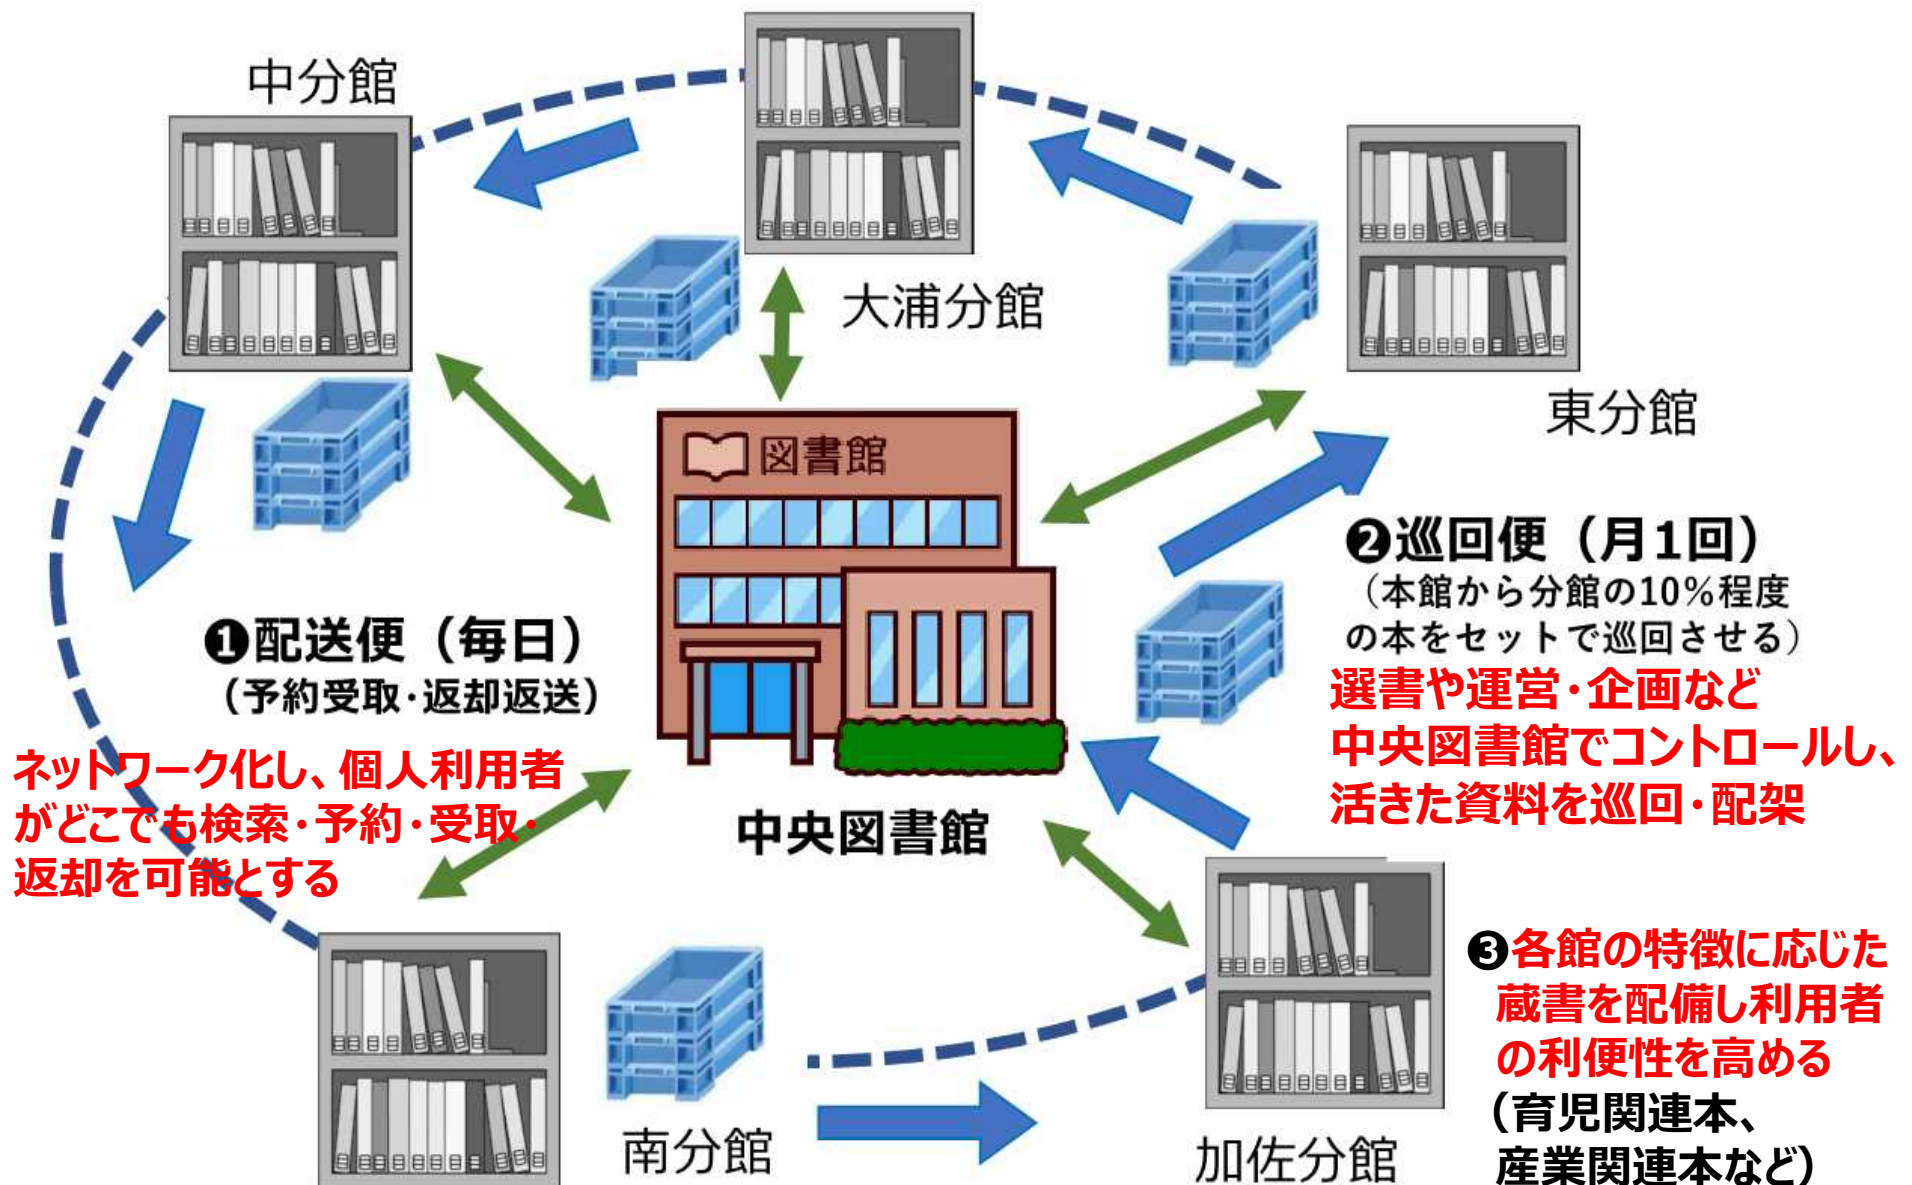 中分館
大浦分館
東分館
図書館
❷巡回便（月1回）
（本館から分館の10%程度
の本をセットで巡回させる）
選書や運営・企画など
中央図書館でコントロールし、
活きた資料を巡回・配架
❶配送便（毎日）
（予約受取・返却返送）
ネットワーク化し、個人利用者
がどこでも検索・予約・受取・
返却を可能とする
中央図書館
❸各館の特徴に応じた
蔵書を配備し利用者
の利便性を高める
（育児関連本、
産業関連本など）
南分館
加佐分館